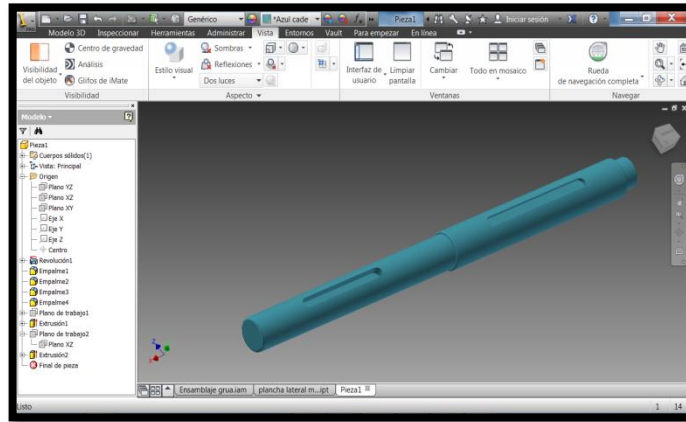 Genérico
*Azul cade
Pieza1
Iniciar sesión
Modelo 3D Inspeccionar Herramientas Administrar Vista Entornos Vault Para empezar En línea
Visibilidad del objeto
Centro de gravedad
Análisis
Glifos de iMate
Visibilidad
Estilo visual
Sombras
Reflexiones
Dos luces
Aspecto
Interfaz de usuario
Limpiar pantalla
Cambiar
Todo en mosaico
Ventanas
Rueda de navegación completa
Navegar
Modelo
Pieza1
Cuerpos sólidos(1)
Vista: Principal
Origen
Plano YZ
Plano XZ
Plano XY
Eje X
Eje Y
Eje Z
Centro
Revolución1
Empalme1
Empalme2
Empalme3
Empalme4
Plano de trabajo1
Extrusión1
Plano de trabajo2
Plano XZ
Extrusión2
Final de pieza
Ensamblaje grua.iam
plancha lateral m...ipt
Pieza1
Listo
1 14